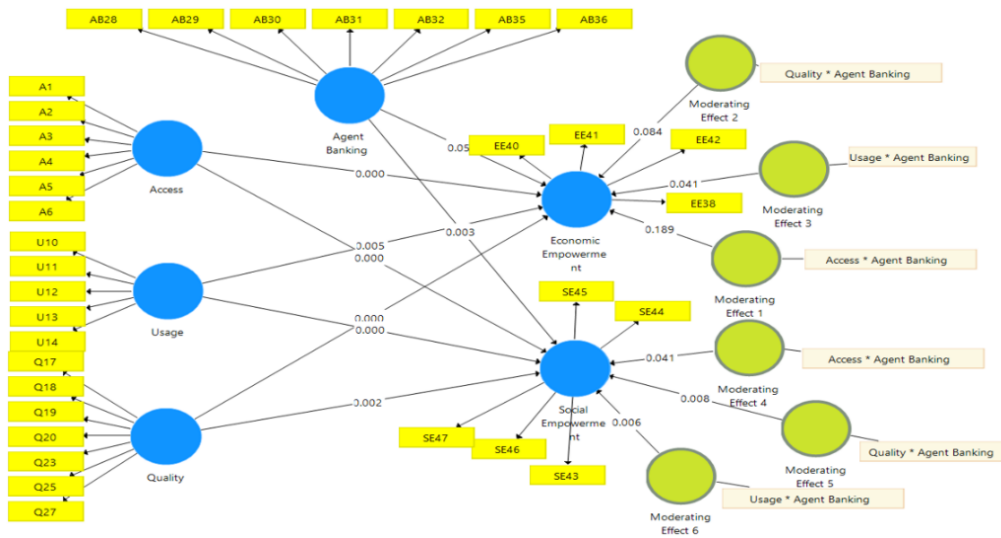 AB28
AB29
AB30
AB31
AB32
AB35
AB36
A1
A2
A3
A4
A5
A6
Access
Agent
Banking
U10
U11
U12
U13
U14
Usage
Q17
Q18
Q19
Q20
Q23
Q25
Q27
Quality
0.05
0.000
0.005
0.000
0.003
0.000
0.000
0.002
EE40
EE41
EE42
EE38
Economic
Empowerme
nt
SE45
SE44
Social
Empowerme
nt
SE47
SE46
SE43
0.084
0.041
0.189
0.041
0.008
0.006
Moderating
Effect 2
Quality * Agent Banking
Moderating
Effect 3
Usage * Agent Banking
Moderating
Effect 1
Access * Agent Banking
Moderating
Effect 4
Access * Agent Banking
Moderating
Effect 5
Quality * Agent Banking
Moderating
Effect 6
Usage * Agent Banking